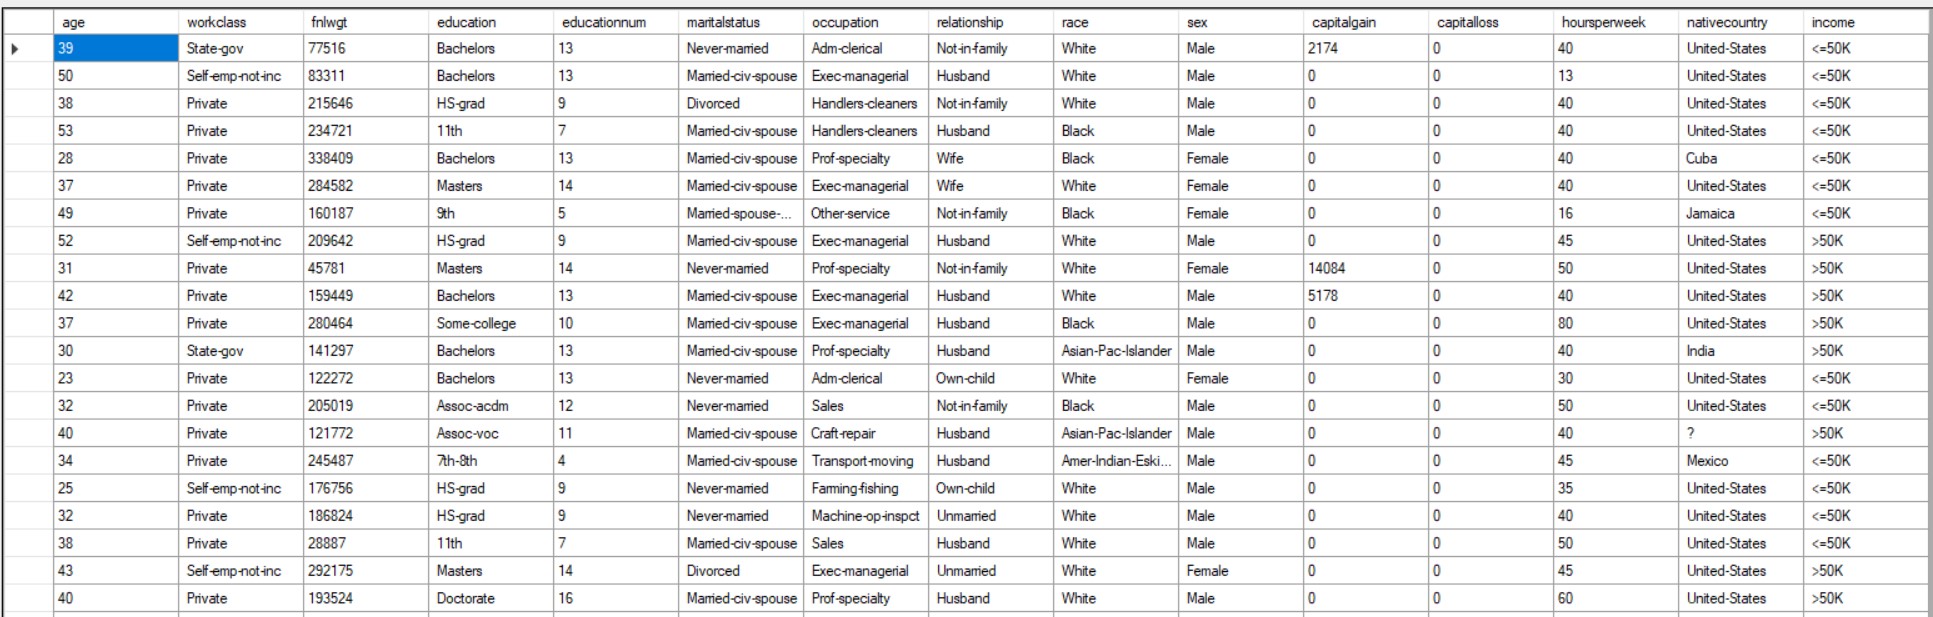 age workclass fnlwgt education educationnum maritalstatus occupation relationship race sex capitalgain capitalloss hoursperweek nativecountry income
39 State-gov 77516 Bachelors 13 Never-married Adm-clerical Not-in-family White Male 2174 0 40 United-States <=50K
50 Self-emp-not-inc 83311 Bachelors 13 Married-civ-spouse Exec-managerial Husband White Male 0 0 13 United-States <=50K
38 Private 215646 HS-grad 9 Divorced Handlers-cleaners Not-in-family White Male 0 0 40 United-States <=50K
53 Private 234721 11th 7 Married-civ-spouse Handlers-cleaners Husband Black Male 0 0 40 United-States <=50K
28 Private 338409 Bachelors 13 Married-civ-spouse Prof-specialty Wife Black Female 0 0 40 Cuba <=50K
37 Private 284582 Masters 14 Married-civ-spouse Exec-managerial Wife White Female 0 0 40 United-States <=50K
49 Private 160187 9th 5 Married-spouse-... Other-service Not-in-family Black Female 0 0 16 Jamaica <=50K
52 Self-emp-not-inc 209642 HS-grad 9 Married-civ-spouse Exec-managerial Husband White Male 0 0 45 United-States >50K
31 Private 45781 Masters 14 Never-married Prof-specialty Not-in-family White Female 14084 0 50 United-States >50K
42 Private 159449 Bachelors 13 Married-civ-spouse Exec-managerial Husband White Male 5178 0 40 United-States >50K
37 Private 280464 Some-college 10 Married-civ-spouse Exec-managerial Husband Black Male 0 0 80 United-States >50K
30 State-gov 141297 Bachelors 13 Married-civ-spouse Prof-specialty Husband Asian-Pac-Islander Male 0 0 40 India >50K
23 Private 122272 Bachelors 13 Never-married Adm-clerical Own-child White Female 0 0 30 United-States <=50K
32 Private 205019 Assoc-acdm 12 Never-married Sales Not-in-family Black Male 0 0 50 United-States <=50K
40 Private 121772 Assoc-voc 11 Married-civ-spouse Craft-repair Husband Asian-Pac-Islander Male 0 0 40 ? >50K
34 Private 245487 7th-8th 4 Married-civ-spouse Transport-moving Husband Amer-Indian-Eski... Male 0 0 45 Mexico <=50K
25 Self-emp-not-inc 176756 HS-grad 9 Never-married Farming-fishing Own-child White Male 0 0 35 United-States <=50K
32 Private 186824 HS-grad 9 Never-married Machine-op-inspct Unmarried White Male 0 0 40 United-States <=50K
38 Private 28887 11th 7 Married-civ-spouse Sales Husband White Male 0 0 50 United-States <=50K
43 Self-emp-not-inc 292175 Masters 14 Divorced Exec-managerial Unmarried White Female 0 0 45 United-States >50K
40 Private 193524 Doctorate 16 Married-civ-spouse Prof-specialty Husband White Male 0 0 60 United-States >50K